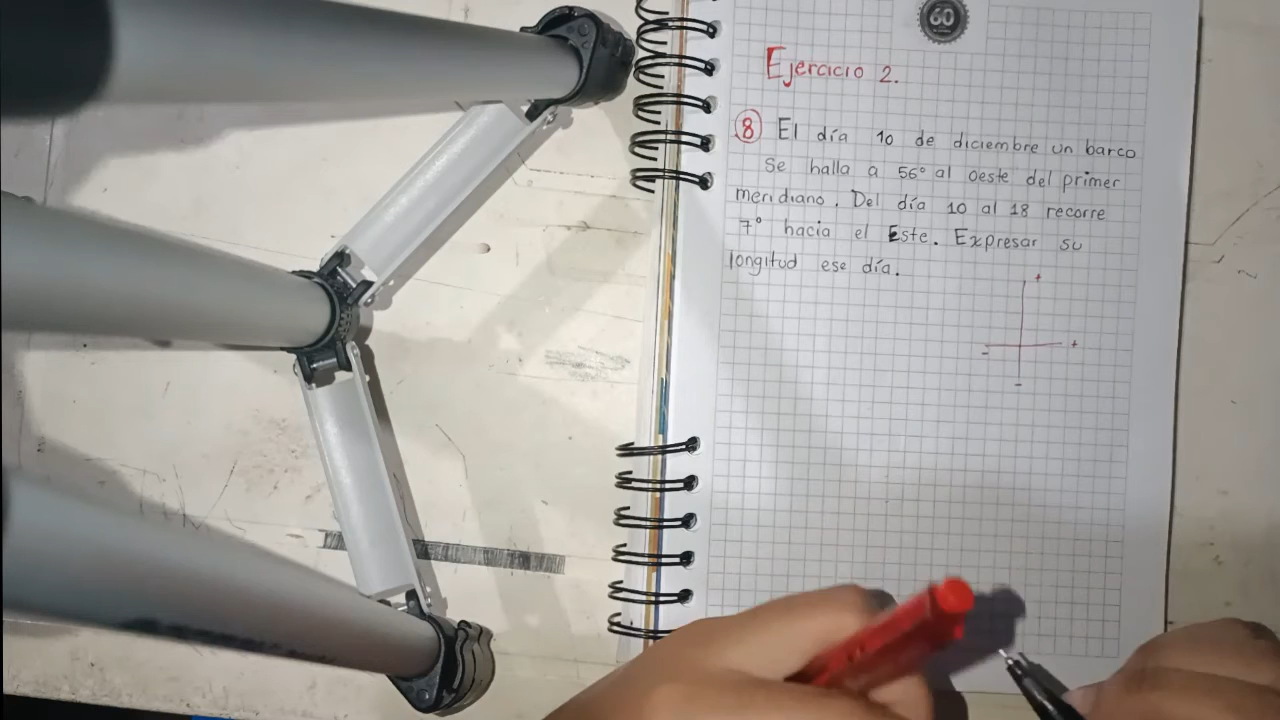 60
Ejercicio 2.
8 El día 10 de diciembre un barco
se halla a 56° al oeste del primer
meridiano. Del día 10 al 18 recorre
7° hacia el Este. Expresar su
longitud ese día.
+
- +
-